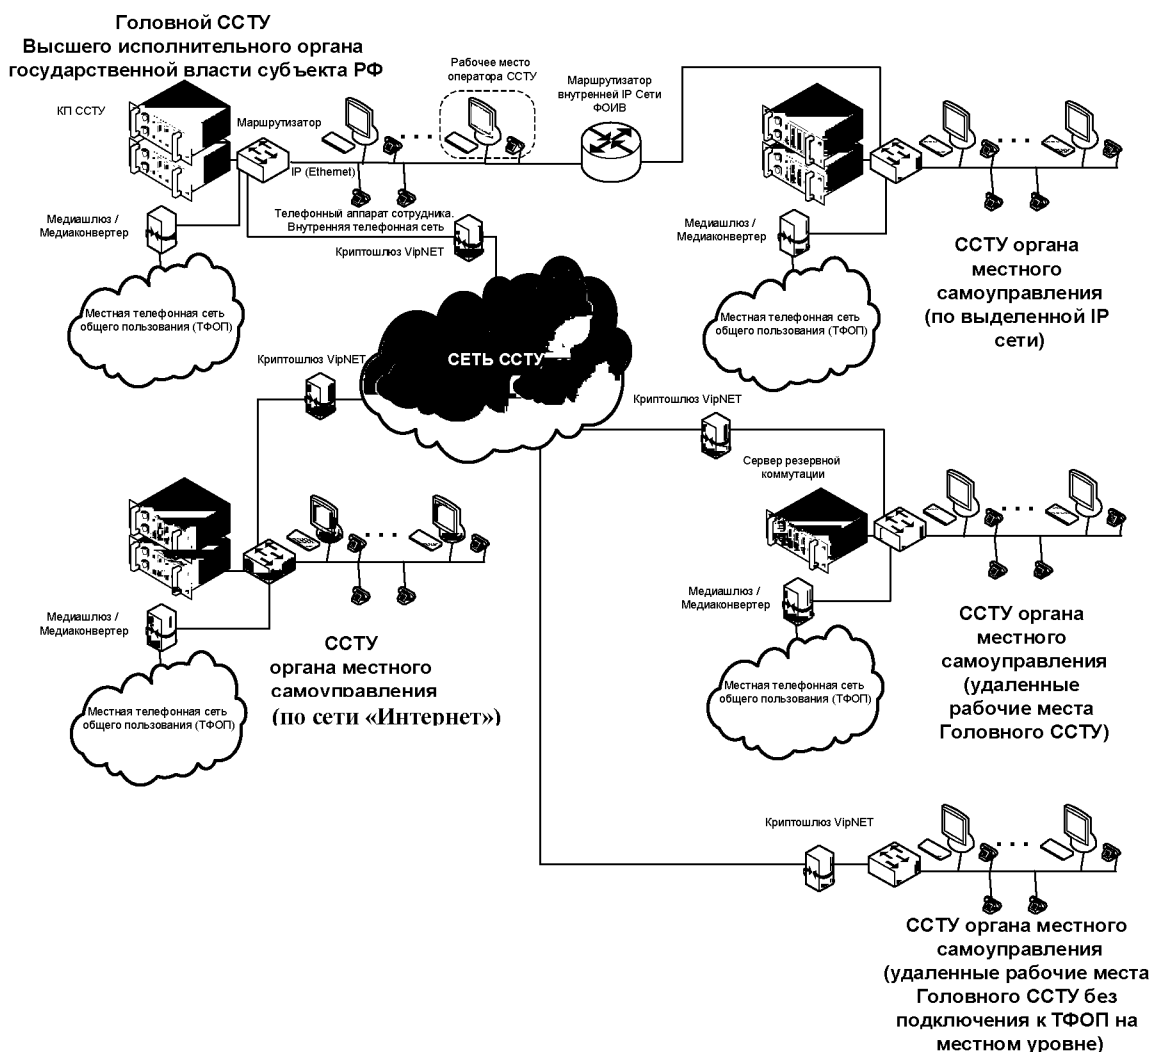 Головной ССТУ
Высшего исполнительного органа
государственной власти субъекта РФ
КП ССТУ
Маршрутизатор
IP (Ethernet)
Рабочее место
оператора ССТУ
Маршрутизатор
внутренней IP Сети
ФОИВ
Медиашлюз /
Медиаконвертер
Телефонный аппарат сотрудника.
Внутренняя телефонная сеть
Криптошлюз VipNET
Местная телефонная сеть
общего пользования (ТФОП)
Медиашлюз /
Медиаконвертер
Местная телефонная сеть
общего пользования (ТФОП)
ССТУ органа
местного
самоуправления
(по выделенной IP
сети)
СЕТЬ ССТУ
Криптошлюз VipNET
Криптошлюз VipNET
Сервер резервной
коммутации
Медиашлюз /
Медиаконвертер
Местная телефонная сеть
общего пользования (ТФОП)
ССТУ
органа местного
самоуправления
(по сети «Интернет»)
Медиашлюз /
Медиаконвертер
Местная телефонная сеть
общего пользования (ТФОП)
ССТУ органа
местного
самоуправления
(удаленные
рабочие места
Головного ССТУ)
Криптошлюз VipNET
ССТУ органа местного
самоуправления
(удаленные рабочие места
Головного ССТУ без
подключения к ТФОП на
местном уровне)